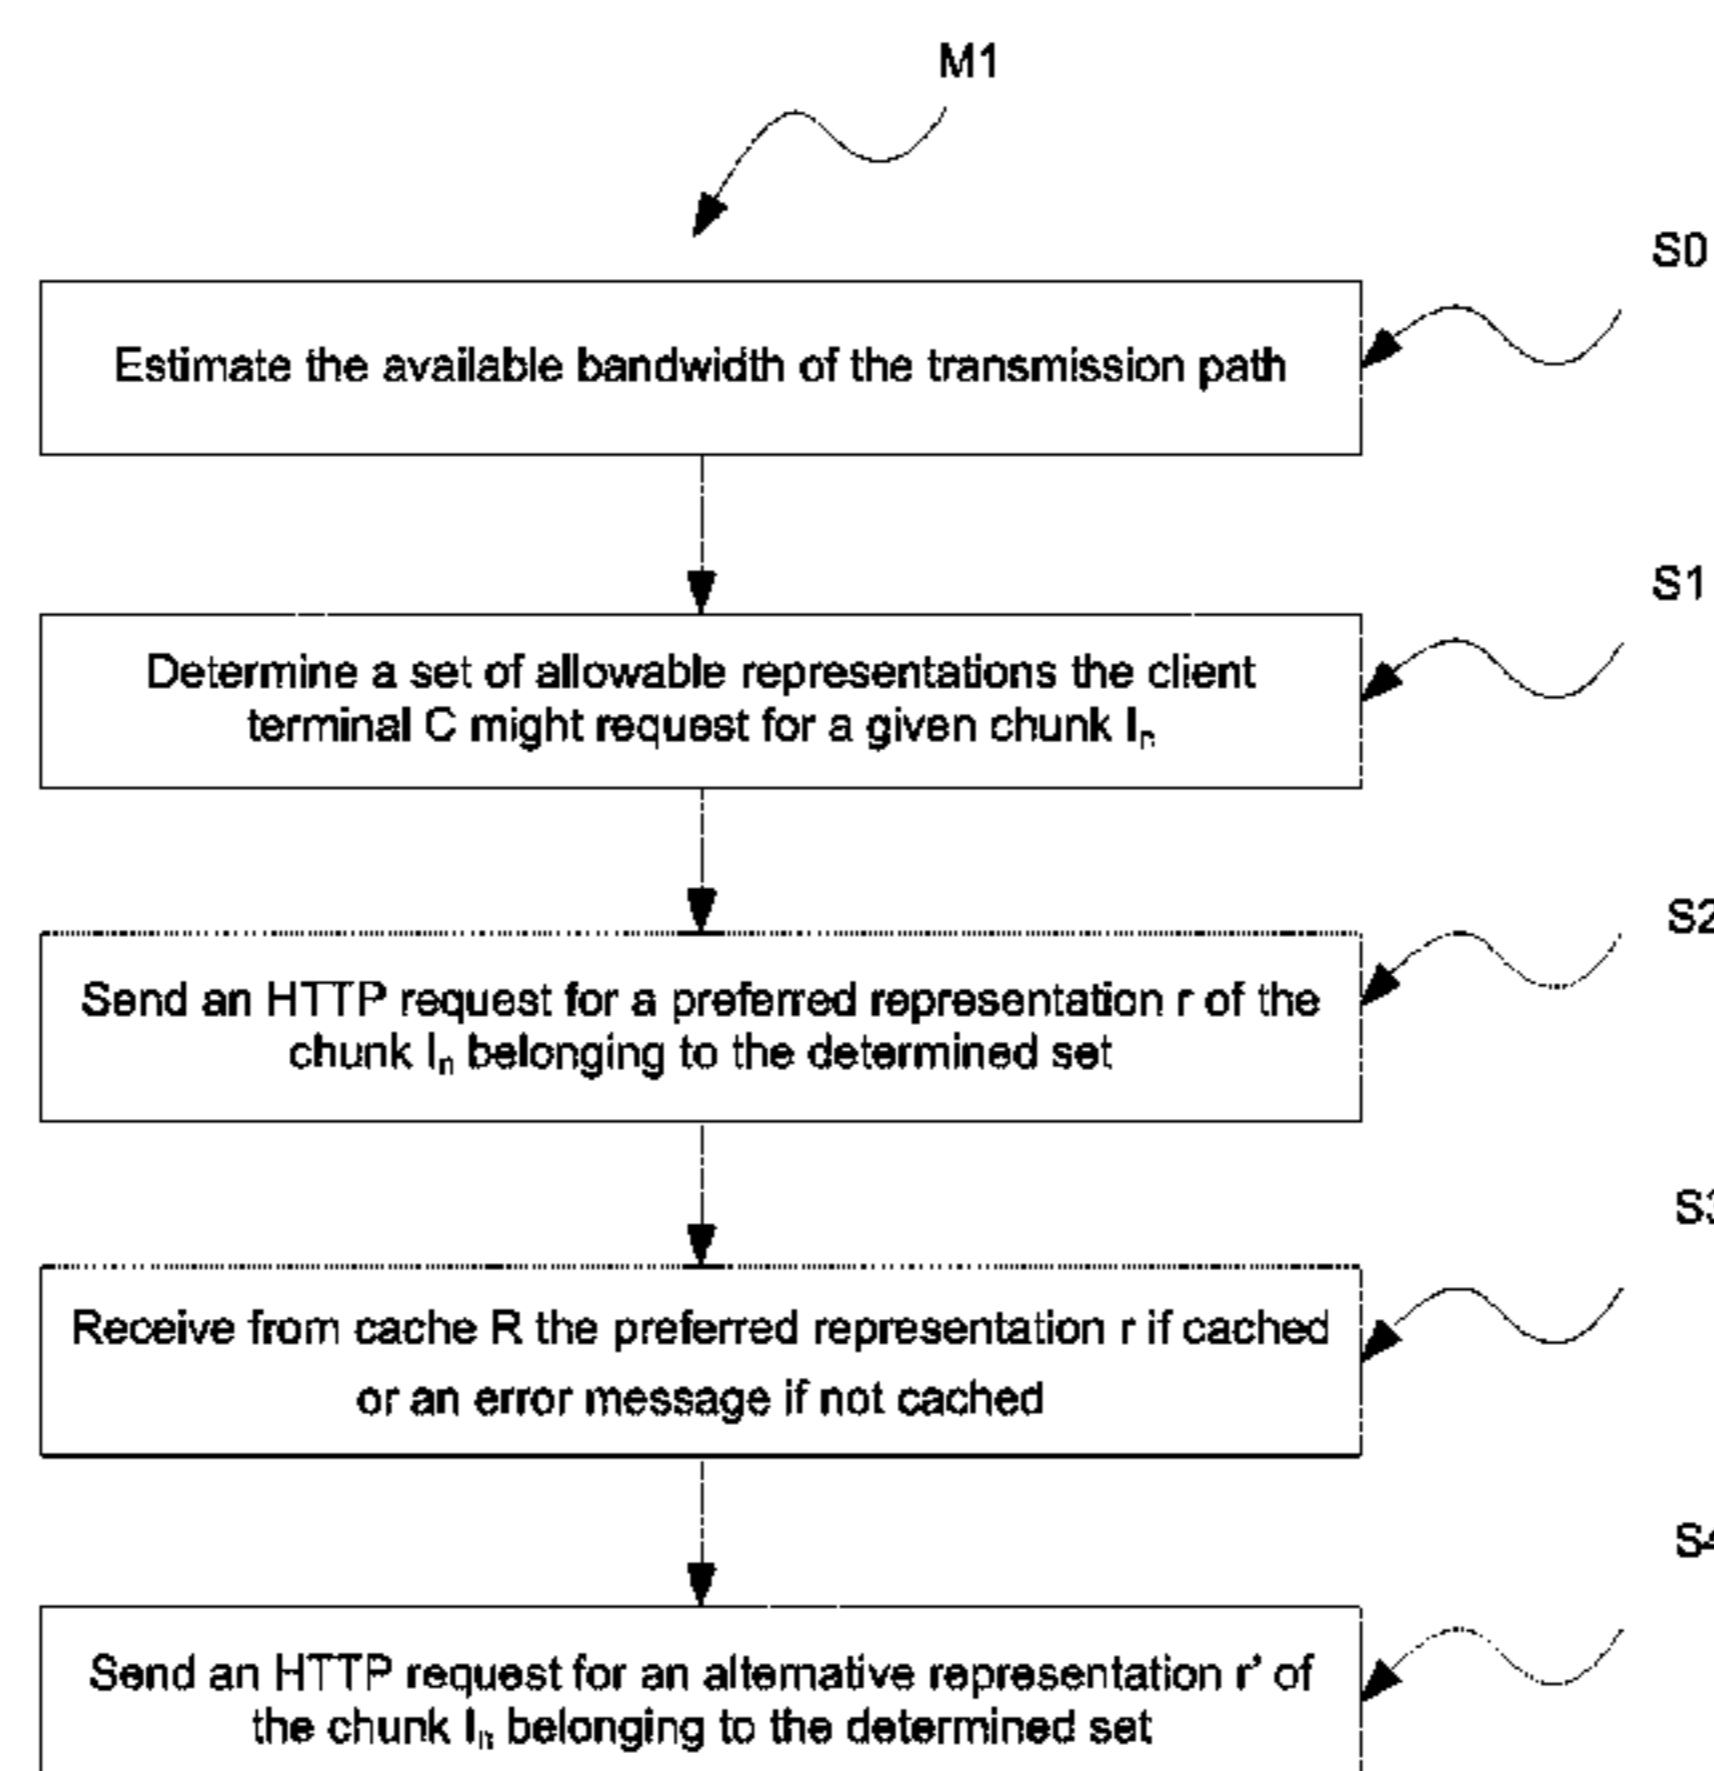 M1
S0
Estimate the available bandwidth of the transmission path
S1
Determine a set of allowable representations the client
terminal C might request for a given chunk Iₙ
S2
Send an HTTP request for a preferred representation r of the
chunk Iₙ belonging to the determined set
S3
Receive from cache R the preferred representation r if cached
or an error message if not cached
S4
Send an HTTP request for an alternative representation r' of
the chunk Iₙ belonging to the determined set